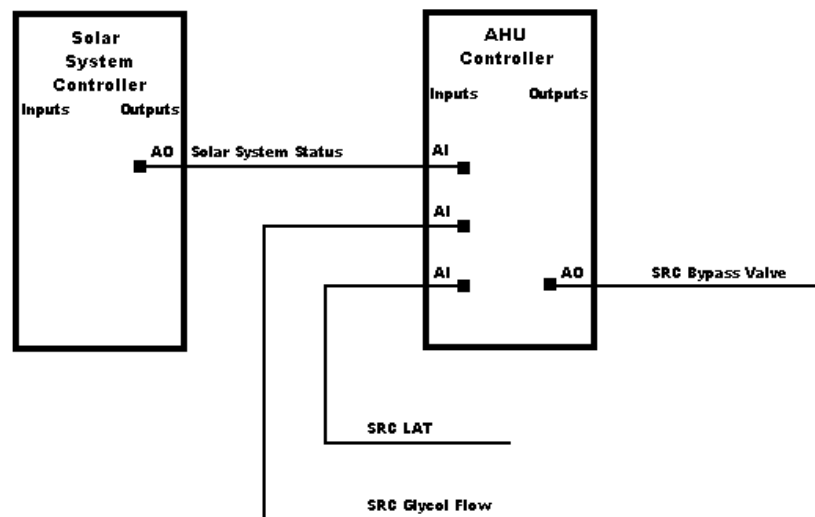 Solar
System
Controller
Inputs Outputs
AO Solar System Status
AHU
Controller
Inputs Outputs
AI
AI
AI
AO SRC Bypass Valve
SRC LAT
SRC Glycol Flow